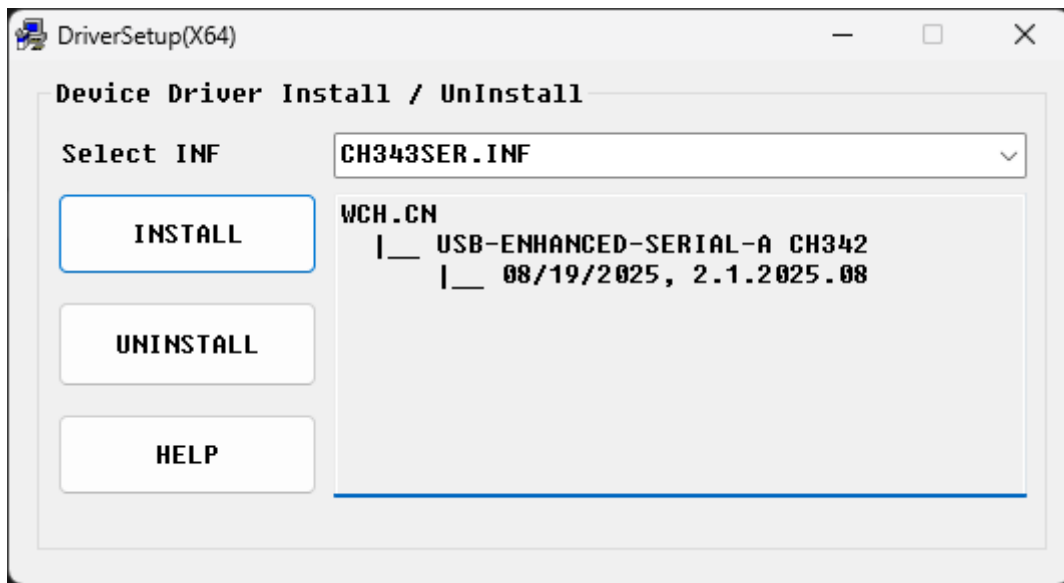 DriverSetup(X64)
Device Driver Install / UnInstall
Select INF
CH343SER.INF
INSTALL
WCH.CN
|__ USB-ENHANCED-SERIAL-A CH342
|__ 08/19/2025, 2.1.2025.08
UNINSTALL
HELP